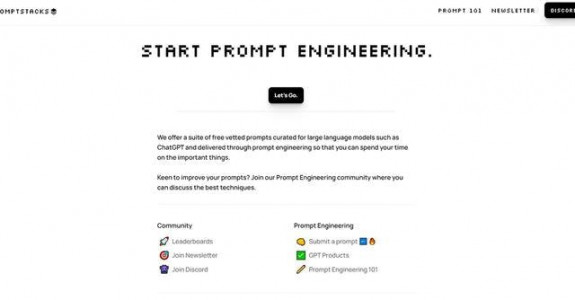 OMPTSTACKS
PROMPT 101 NEWSLETTER DISCOR
START PROMPT ENGINEERING.
Let's Go.
We offer a suite of free vetted prompts curated for large language models such as
ChatGPT and delivered through prompt engineering so that you can spend your time
on the important things.
Keen to improve your prompts? Join our Prompt Engineering community where you
can discuss the best techniques.
Community
Leaderboards
Join Newsletter
Join Discord
Prompt Engineering
Submit a prompt
GPT Products
Prompt Engineering 101